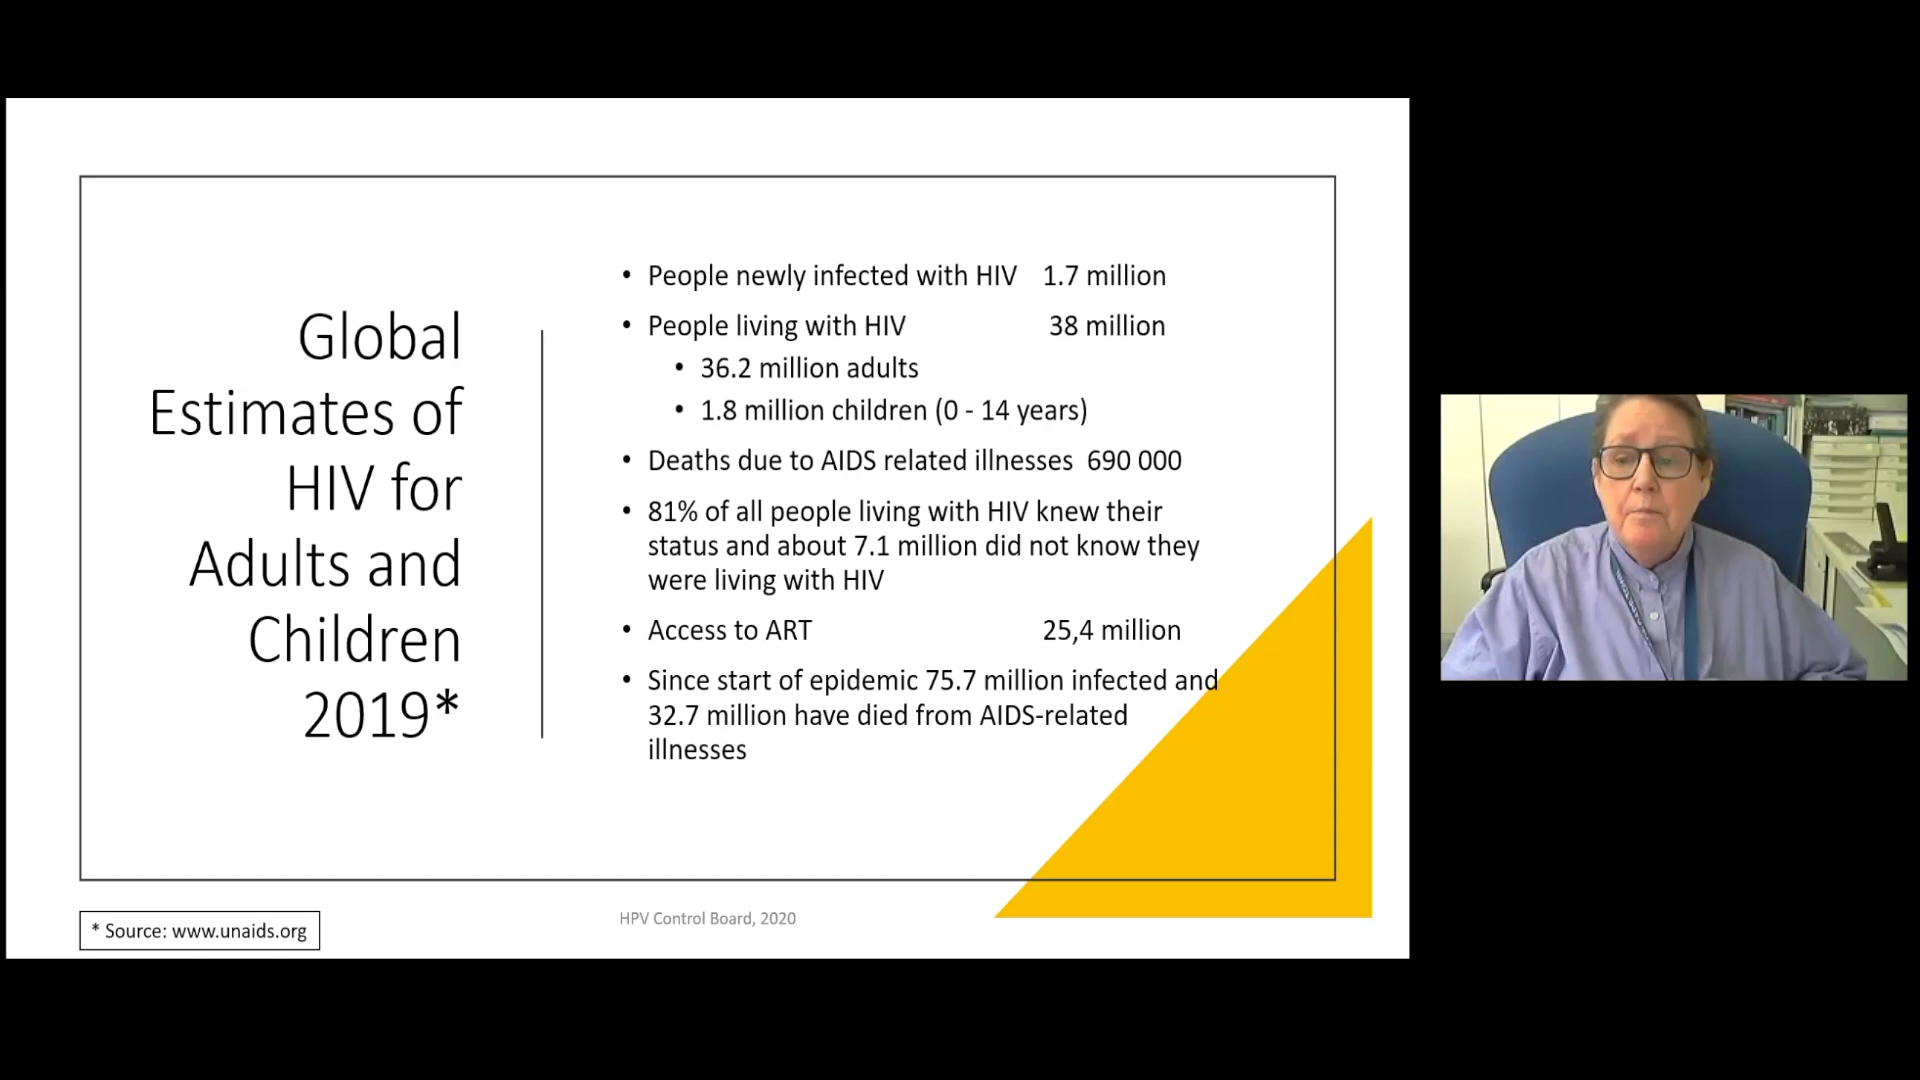 Global
Estimates of
HIV for
Adults and
Children
2019*
• People newly infected with HIV 1.7 million
• People living with HIV 38 million
• 36.2 million adults
• 1.8 million children (0 - 14 years)
• Deaths due to AIDS related illnesses 690 000
• 81% of all people living with HIV knew their
status and about 7.1 million did not know they
were living with HIV
• Access to ART 25,4 million
• Since start of epidemic 75.7 million infected and
32.7 million have died from AIDS-related
illnesses
* Source: www.unaids.org
HPV Control Board, 2020